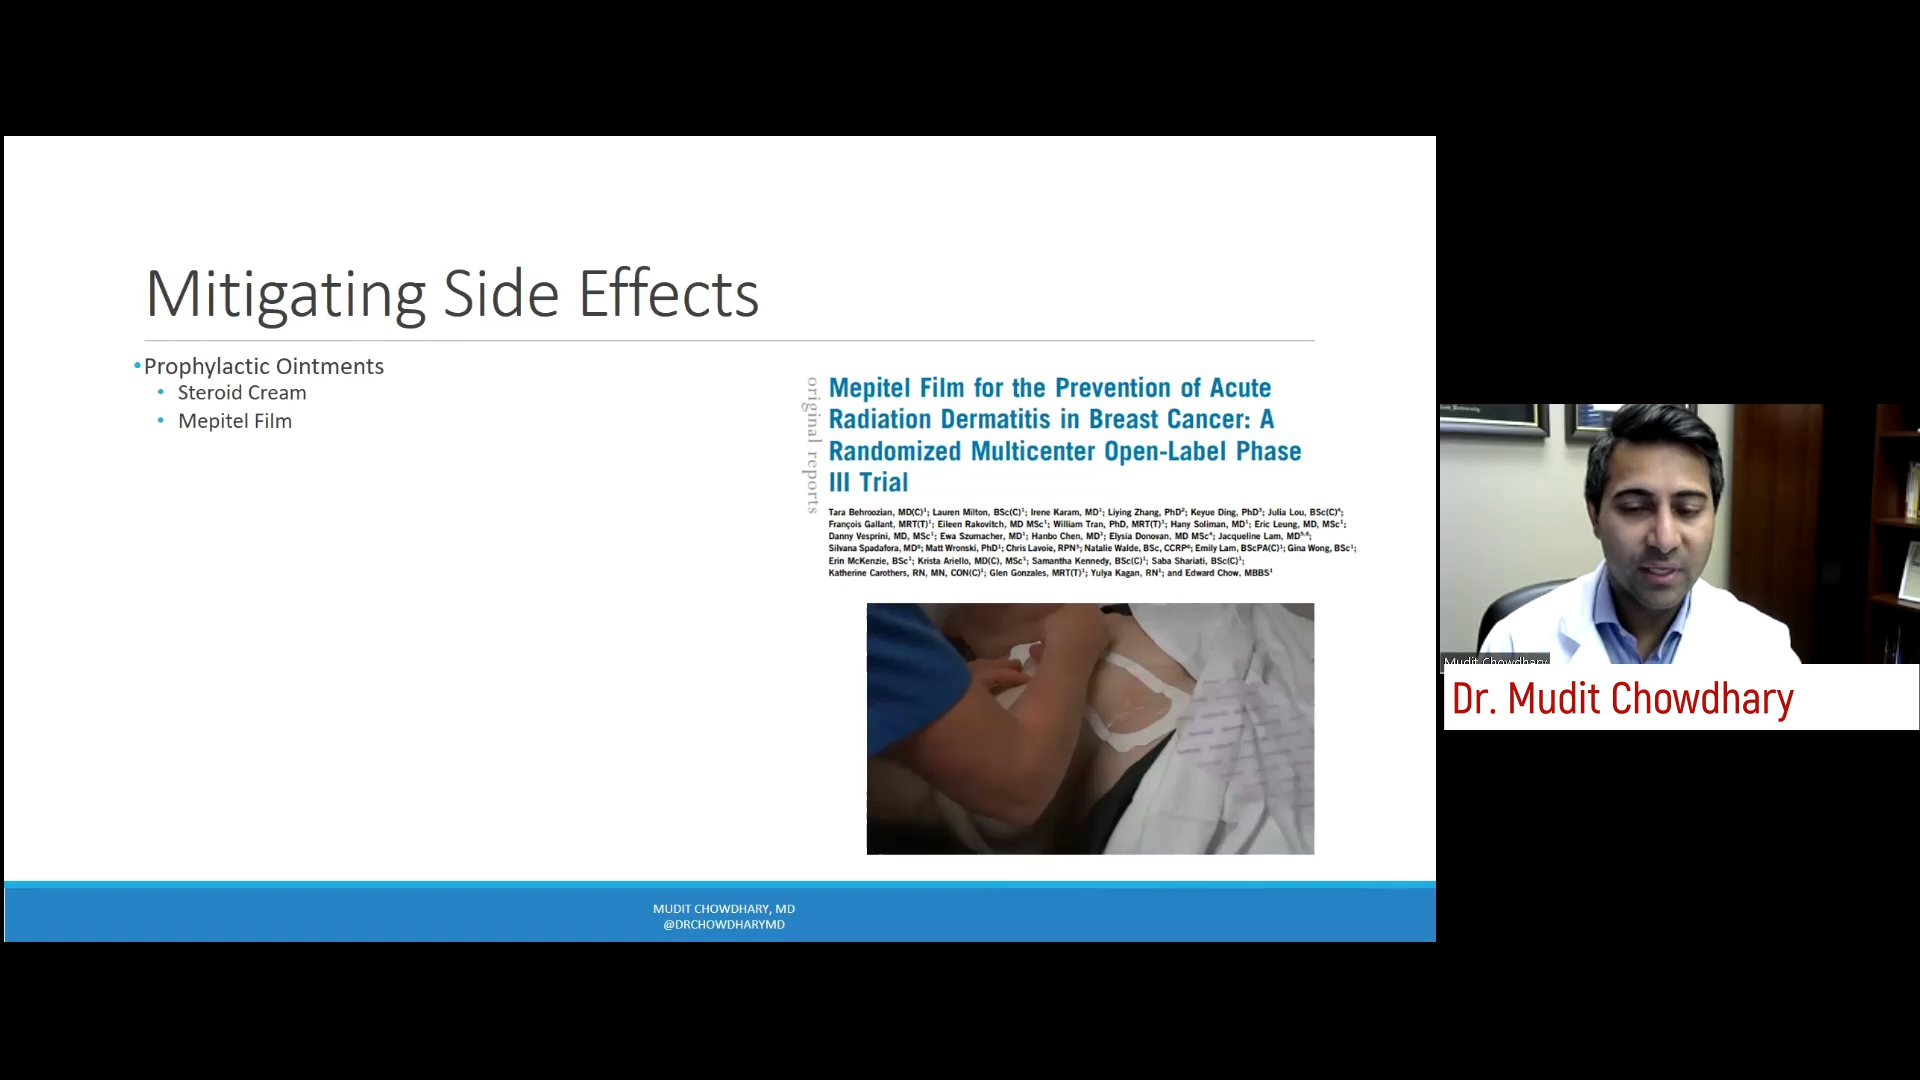 Mitigating Side Effects
•Prophylactic Ointments
• Steroid Cream
• Mepitel Film
original reports
Mepitel Film for the Prevention of Acute
Radiation Dermatitis in Breast Cancer: A
Randomized Multicenter Open-Label Phase
III Trial
Tara Behroozian, MD(C)¹; Lauren Milton, BSc(C)¹; Irene Karam, MD¹; Liying Zhang, PhD²; Keyue Ding, PhD³; Julia Lou, BSc(C)⁴;
François Gallant, MRT(T)¹; Eileen Rakovitch, MD MSc¹; William Tran, PhD, MRT(T)¹; Hany Soliman, MD¹; Eric Leung, MD, MSc¹;
Danny Vesprini, MD, MSc¹; Ewa Szumacher, MD¹; Hanbo Chen, MD¹; Elysia Donovan, MD MSc⁴; Jacqueline Lam, MD⁵,⁶;
Silvana Spadafora, MD⁶; Matt Wronski, PhD¹; Chris Lavoie, RPN⁵; Natalie Walde, BSc, CCRP⁶; Emily Lam, BScPA(C)¹; Gina Wong, BSc¹;
Erin McKenzie, BSc¹; Krista Ariello, MD(C), MSc¹; Samantha Kennedy, BSc(C)¹; Saba Shariati, BSc(C)¹;
Katherine Carothers, RN, MN, CON(C)¹; Glen Gonzales, MRT(T)¹; Yulya Kagan, RN¹; and Edward Chow, MBBS¹
MUDIT CHOWDHARY, MD
@DRCHOWDHARYMD
Mudit Chowdhary
Dr. Mudit Chowdhary